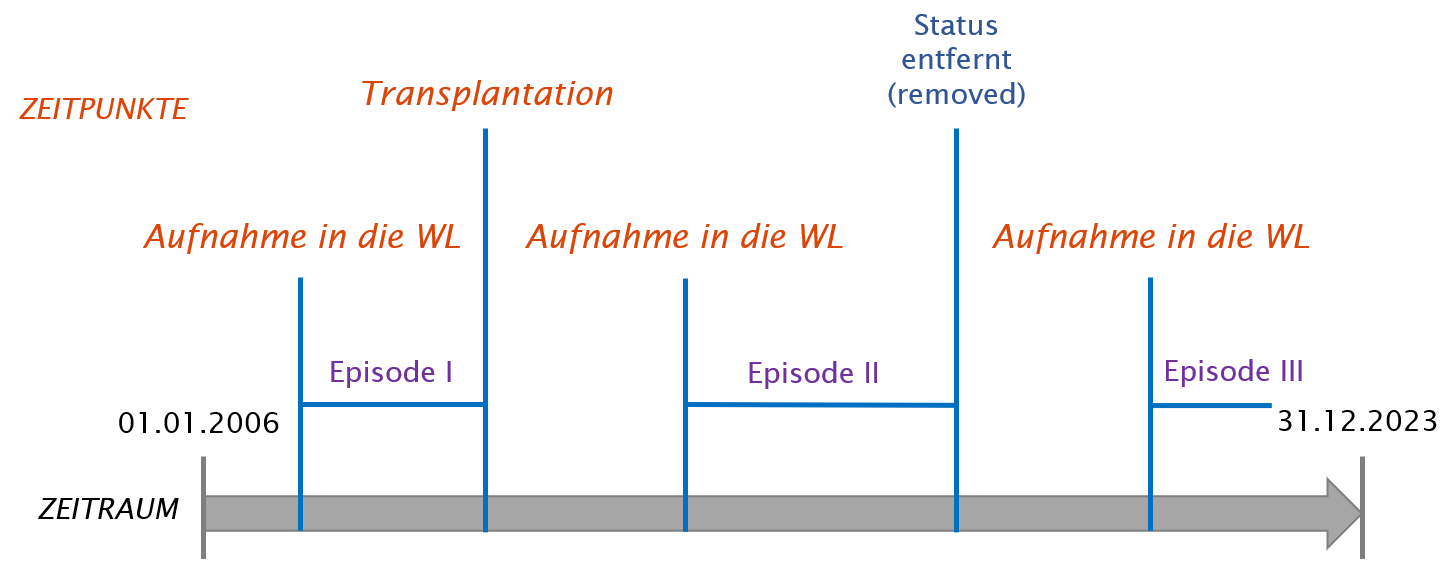 Status
entfernt
(removed)
ZEITPUNKTE
Transplantation
Aufnahme in die WL
Aufnahme in die WL
Aufnahme in die WL
Episode I
Episode II
Episode III
01.01.2006
31.12.2023
ZEITRAUM